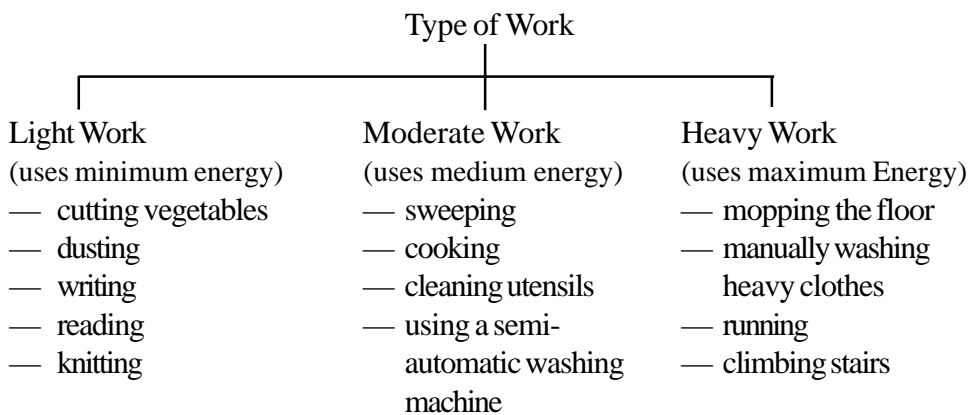 Type of Work
Light Work
(uses minimum energy)
— cutting vegetables
— dusting
— writing
— reading
— knitting
Moderate Work
(uses medium energy)
— sweeping
— cooking
— cleaning utensils
— using a semi-
automatic washing
machine
Heavy Work
(uses maximum Energy)
— mopping the floor
— manually washing
heavy clothes
— running
— climbing stairs